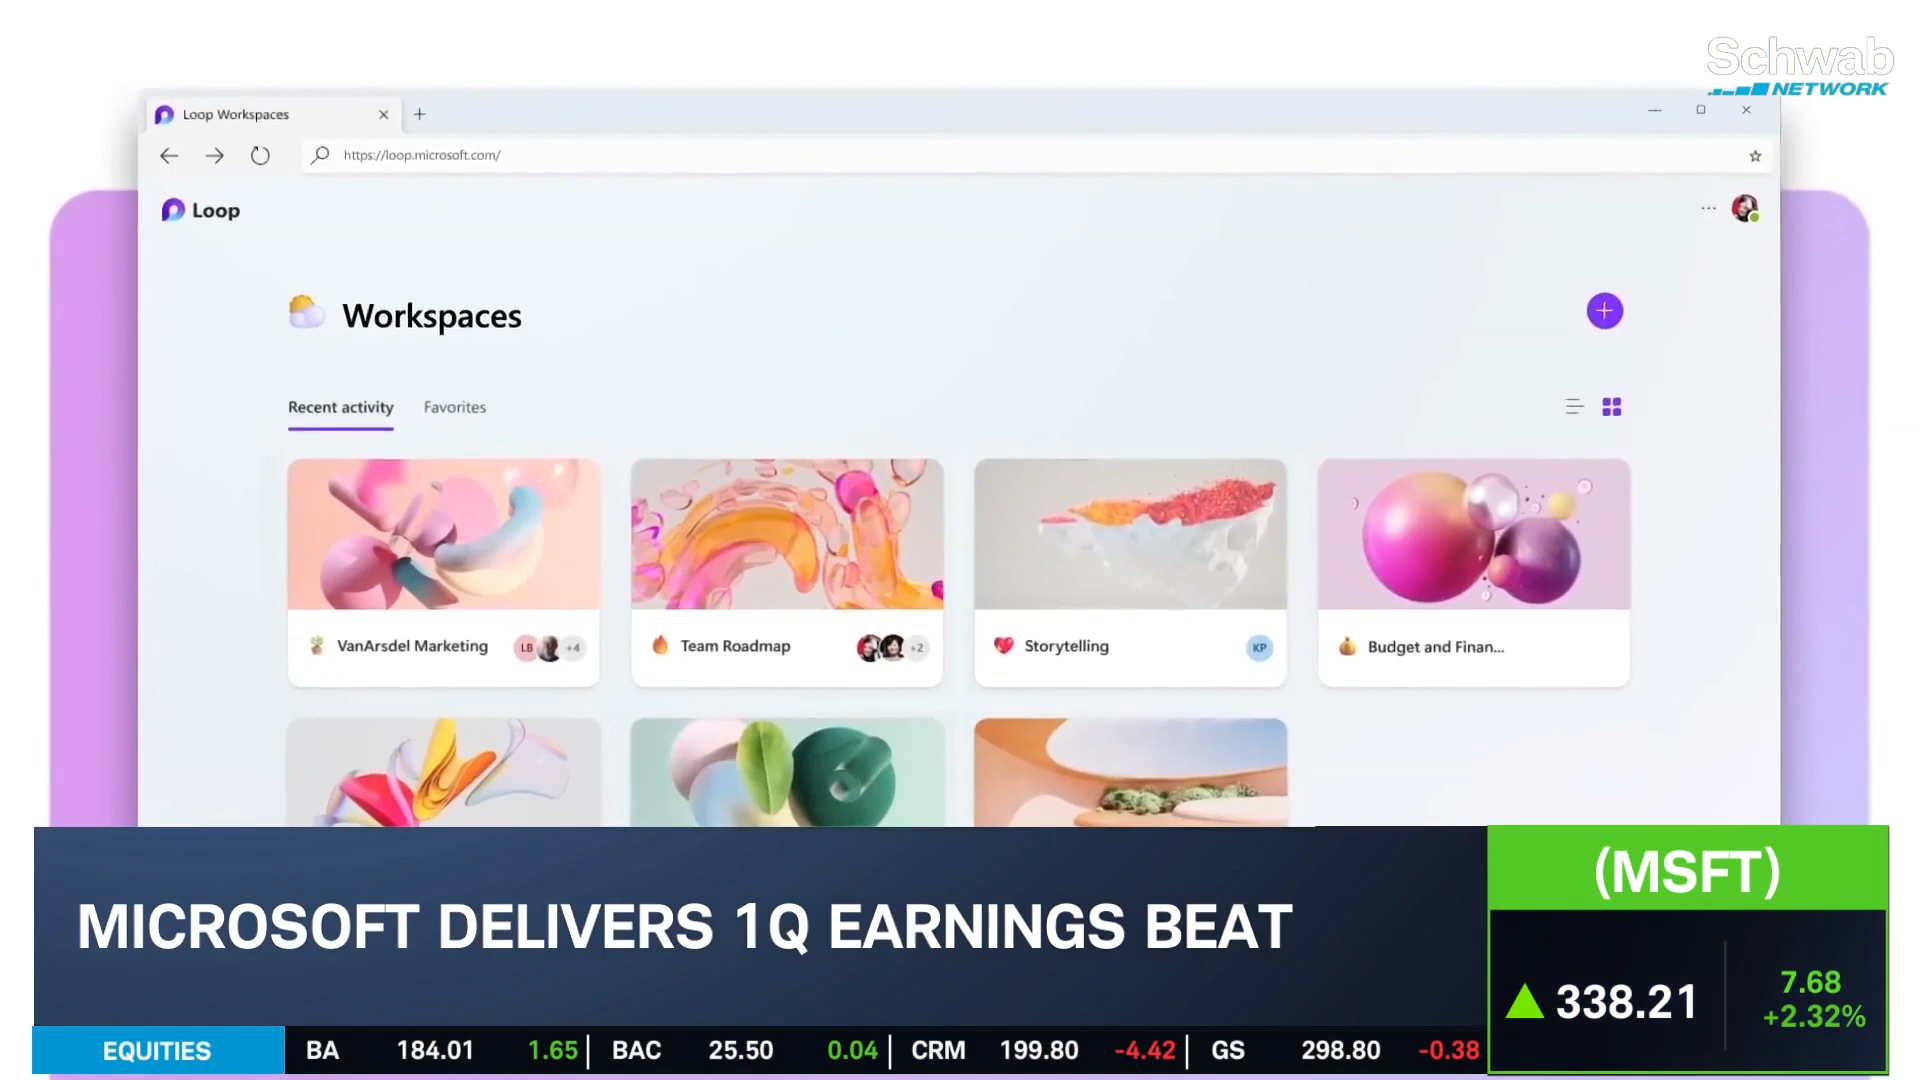 Schwab
NETWORK
Loop Workspaces
https://loop.microsoft.com/
Loop
Workspaces
Recent activity Favorites
VanArsdel Marketing LB +4
Team Roadmap +2
Storytelling KP
Budget and Finan...
MICROSOFT DELIVERS 1Q EARNINGS BEAT
(MSFT)
338.21
7.68
+2.32%
EQUITIES BA 184.01 1.65 BAC 25.50 0.04 CRM 199.80 -4.42 GS 298.80 -0.38